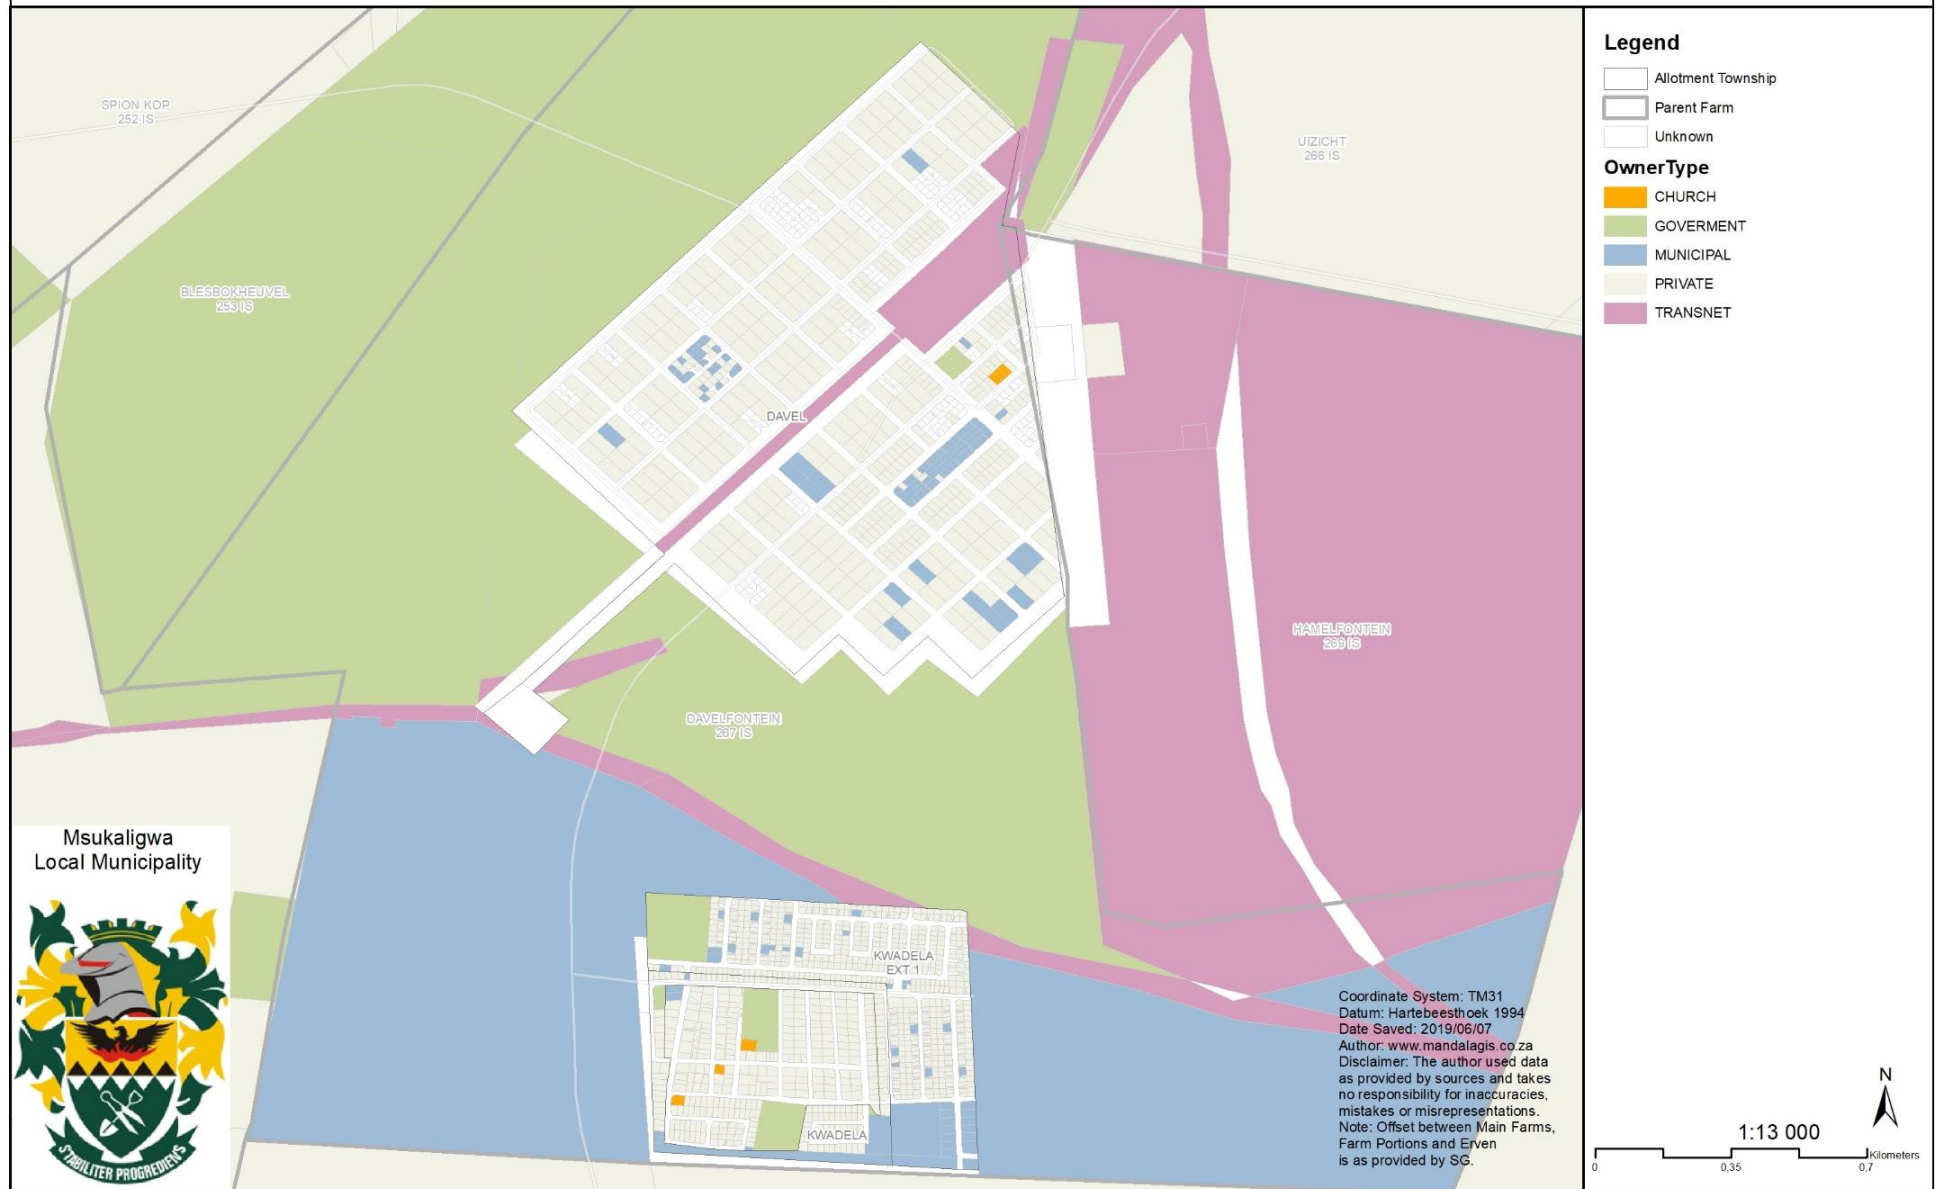 SPION KOP
252 IS
UIZICHT
266 IS
BLESBOKHEUVEL
253 IS
DAVEL
HAMELFONTEIN
269 IS
DAVELFONTEIN
267 IS
KWADELA
EXT 1
KWADELA
Msukaligwa
Local Municipality
STABILITER PROGREDIENS
Coordinate System: TM31
Datum: Hartebeesthoek 1994
Date Saved: 2019/06/07
Author: www.mandalagis.co.za
Disclaimer: The author used data
as provided by sources and takes
no responsibility for inaccuracies,
mistakes or misrepresentations.
Note: Offset between Main Farms,
Farm Portions and Erven
is as provided by SG.
Legend
Allotment Township
Parent Farm
Unknown
OwnerType
CHURCH
GOVERMENT
MUNICIPAL
PRIVATE
TRANSNET
N
1:13 000
Kilometers
0 0,35 0,7